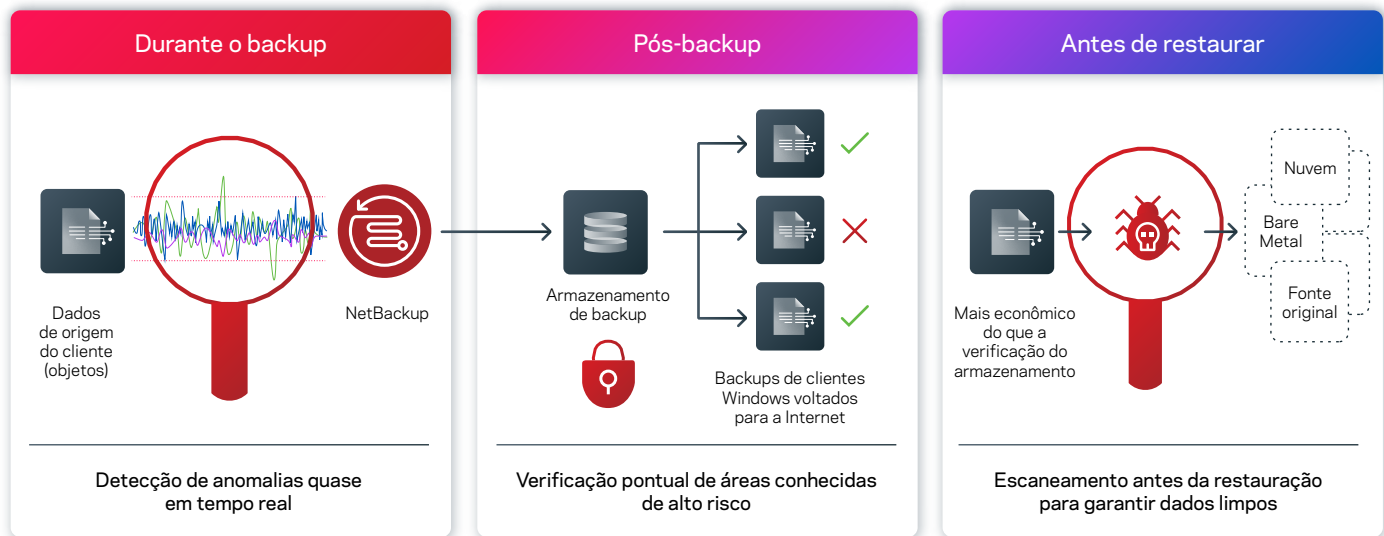 Durante o backup
Dados
de origem
do cliente
(objetos)
NetBackup
Detecção de anomalias quase
em tempo real
Pós-backup
Armazenamento
de backup
Backups de clientes
Windows voltados
para a Internet
Verificação pontual de áreas conhecidas
de alto risco
Antes de restaurar
Mais econômico
do que a
verificação do
armazenamento
Nuvem
Bare
Metal
Fonte
original
Escaneamento antes da restauração
para garantir dados limpos